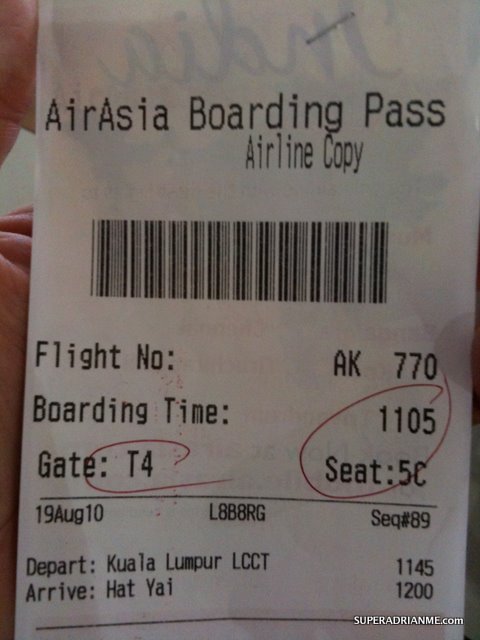 AirAsia Boarding Pass
Airline Copy
Flight No: AK 770
Boarding Time: 1105
Gate: T4 Seat:5C
19Aug10 L8B8RG Seq#89
Depart: Kuala Lumpur LCCT 1145
Arrive: Hat Yai 1200
SUPERADRIANME.com